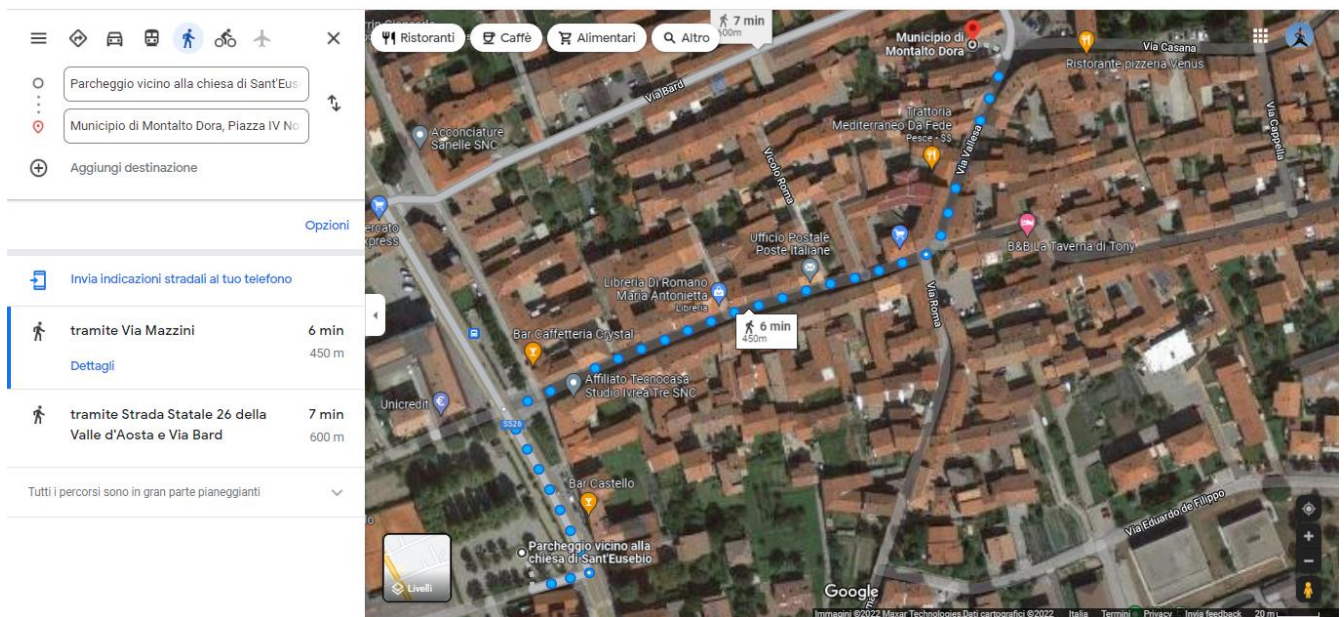 Parcheggio vicino alla chiesa di Sant'Eus
Municipio di Montalto Dora, Piazza IV No
Aggiungi destinazione
Opzioni
Invia indicazioni stradali al tuo telefono
tramite Via Mazzini
6 min
450 m
Dettagli
tramite Strada Statale 26 della
Valle d'Aosta e Via Bard
7 min
600 m
Tutti i percorsi sono in gran parte pianeggianti
Ristoranti
Caffè
Alimentari
Altro
7 min
600m
Municipio di
Montalto Dora
Via Casana
Ristorante pizzeria Venus
Via Bard
Acconciature
Sanelle SNC
Trattoria
Mediterraneo Da Fede
Pesce • $$
Via Vallesa
Via Cappella
Vicolo Roma
ercato
xpress
Ufficio Postale
Poste Italiane
B&B La Taverna di Tony
Libreria Di Romano
Maria Antonietta
Libreria
Via Roma
6 min
450m
Bar Caffetteria Crystal
Affiliato Tecnocasa
Studio Ivrea Tre SNC
Unicredit
SS26
Bar Castello
Via Eduardo de Filippo
Parcheggio vicino alla
chiesa di Sant'Eusebio
Livelli
Google
Immagini ©2022 Maxar Technologies,Dati cartografici ©2022
Italia
Termini
Privacy
Invia feedback
20 m